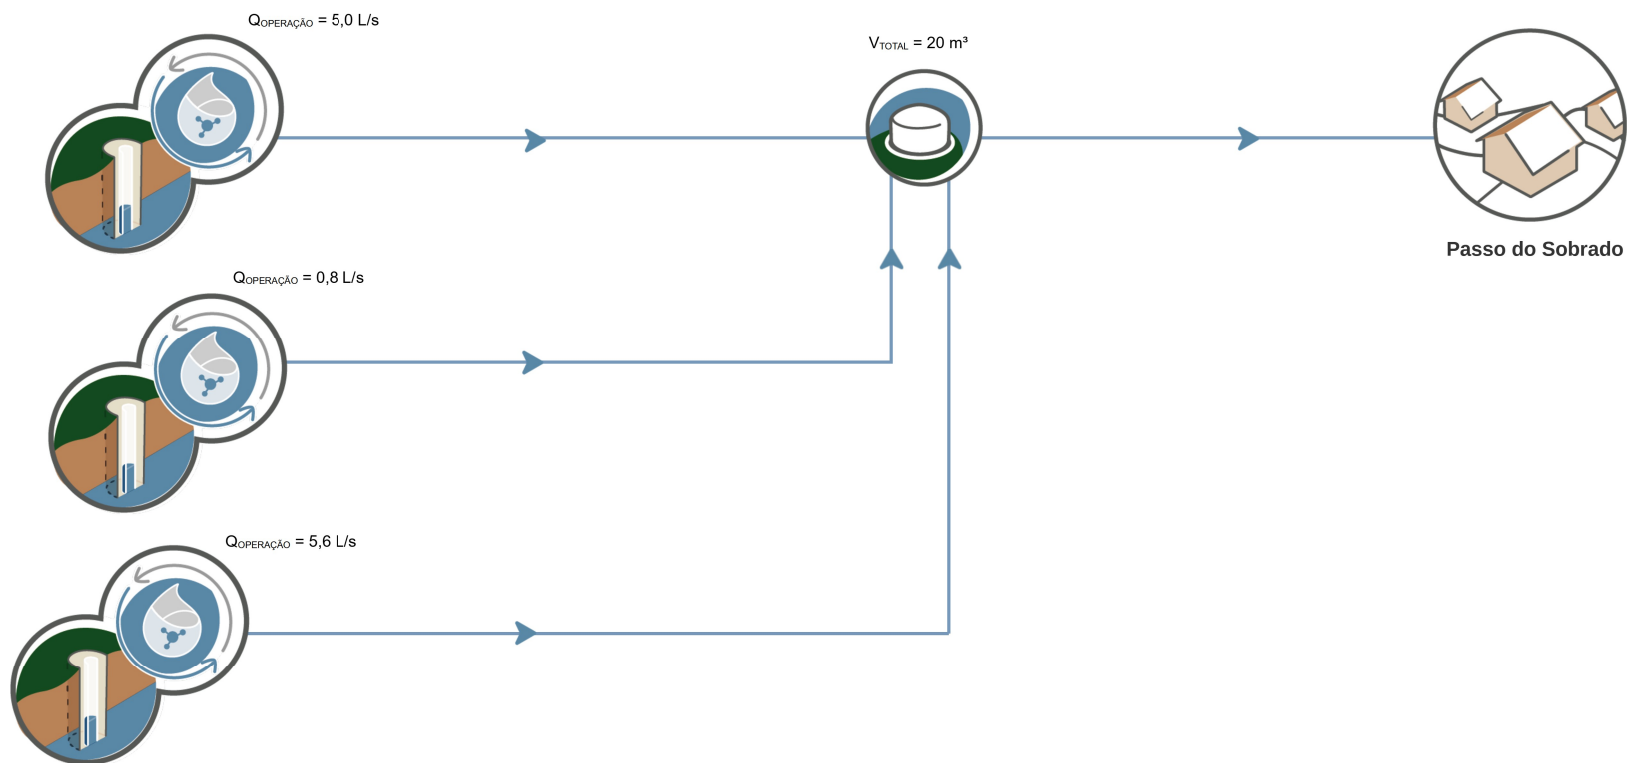 QOPERAÇÃO = 5,0 L/s
VTOTAL = 20 m³
Passo do Sobrado
QOPERAÇÃO = 0,8 L/s
QOPERAÇÃO = 5,6 L/s